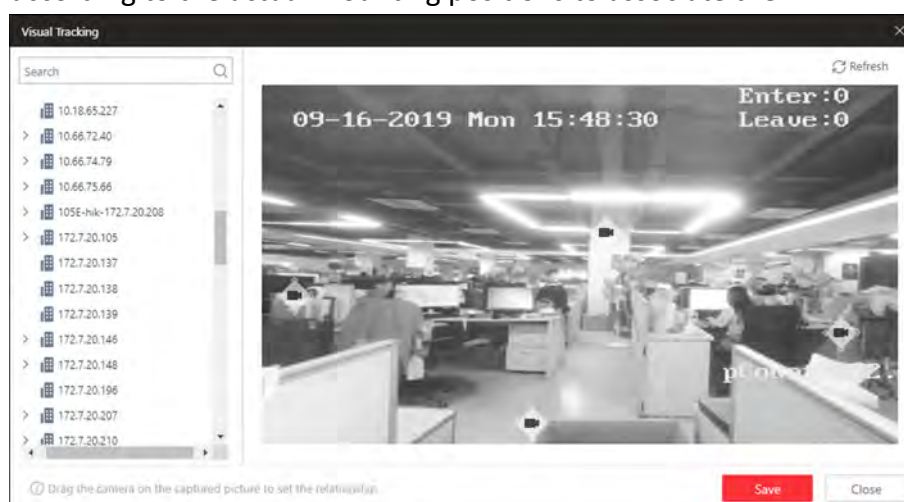 Visual Tracking
Search
Refresh
10.18.65.227
10.66.72.40
10.66.74.79
10.66.75.66
105E-hik-172.7.20.208
172.7.20.105
172.7.20.137
172.7.20.138
172.7.20.139
172.7.20.146
172.7.20.148
172.7.20.196
172.7.20.207
172.7.20.210
09-16-2019 Mon 15:48:30
Enter:0
Leave:0
Drag the camera on the captured picture to set the relationship.
Save
Close